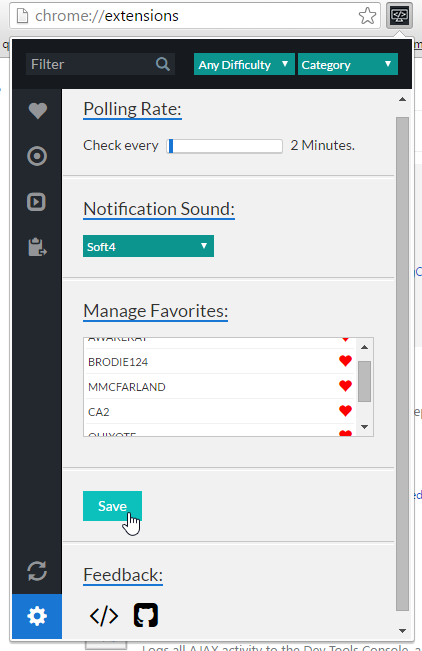 chrome://extensions
Filter
Any Difficulty
Category
Polling Rate:
Check every 2 Minutes.
Notification Sound:
Soft4
Manage Favorites:
BRODIE124
MMCFARLAND
CA2
QUIXOTE
Save
Feedback:
Logs all AJAX activity to the Dev Tools Console, a